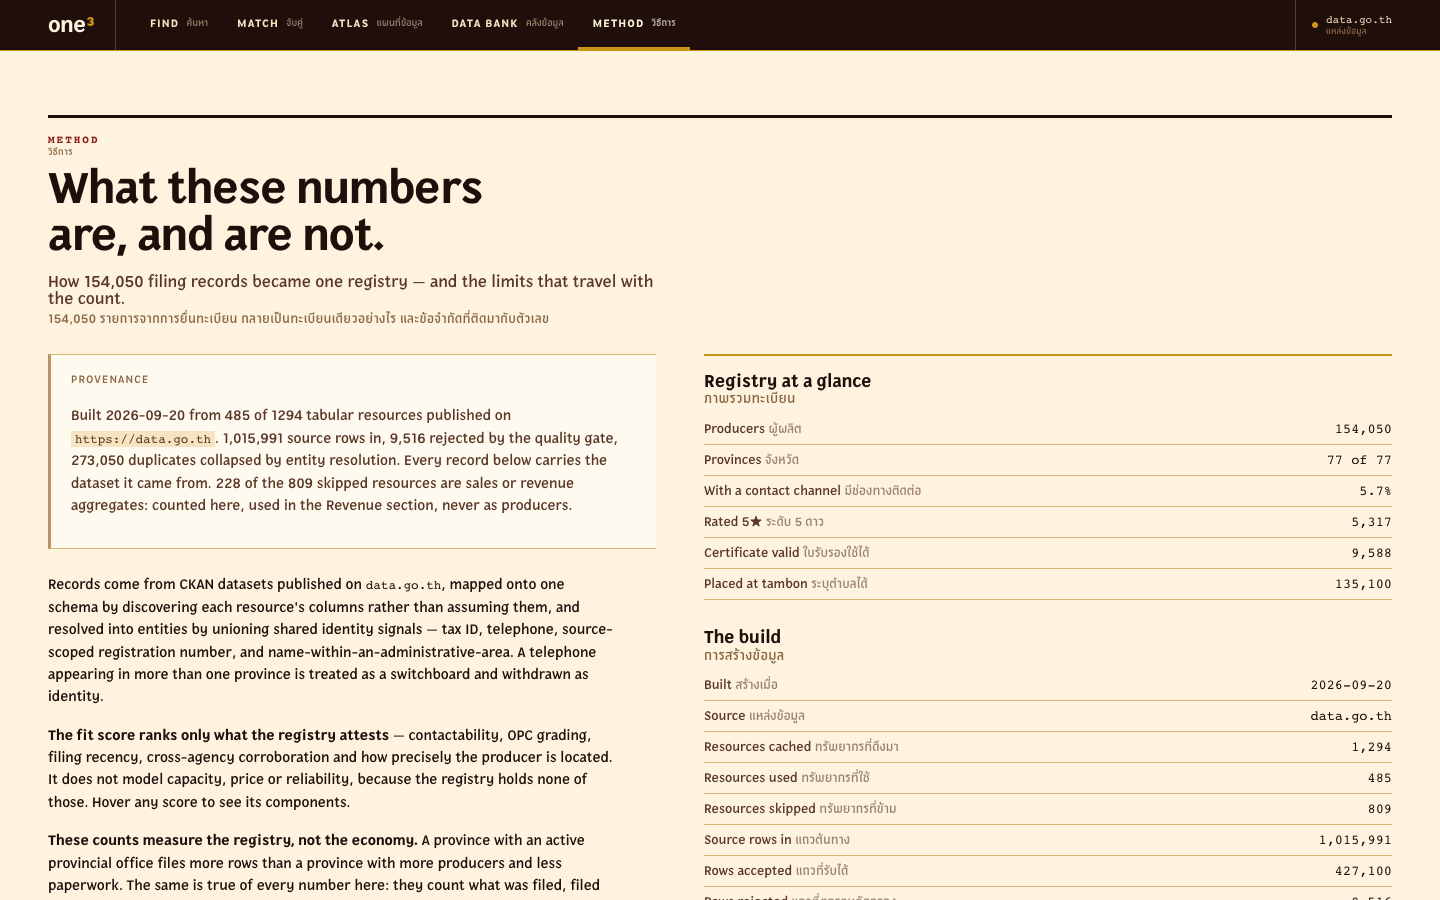 one³
FIND ค้นหา
MATCH จับคู่
ATLAS แผนที่ข้อมูล
DATA BANK คลังข้อมูล
METHOD วิธีการ
data.go.th
แหล่งข้อมูล
METHOD
วิธีการ
What these numbers
are, and are not.
How 154,050 filing records became one registry — and the limits that travel with
the count.
154,050 รายการจากการยื่นทะเบียน กลายเป็นทะเบียนเดียวอย่างไร และข้อจำกัดที่ติดมากับตัวเลข
PROVENANCE
Built 2026-09-20 from 485 of 1294 tabular resources published on
https://data.go.th. 1,015,991 source rows in, 9,516 rejected by the quality gate,
273,050 duplicates collapsed by entity resolution. Every record below carries the
dataset it came from. 228 of the 809 skipped resources are sales or revenue
aggregates: counted here, used in the Revenue section, never as producers.
Records come from CKAN datasets published on data.go.th, mapped onto one
schema by discovering each resource's columns rather than assuming them, and
resolved into entities by unioning shared identity signals — tax ID, telephone, source-
scoped registration number, and name-within-an-administrative-area. A telephone
appearing in more than one province is treated as a switchboard and withdrawn as
identity.
The fit score ranks only what the registry attests — contactability, OPC grading,
filing recency, cross-agency corroboration and how precisely the producer is located.
It does not model capacity, price or reliability, because the registry holds none of
those. Hover any score to see its components.
These counts measure the registry, not the economy. A province with an active
provincial office files more rows than a province with more producers and less
paperwork. The same is true of every number here: they count what was filed, filed
Registry at a glance
ภาพรวมทะเบียน
Producers ผู้ผลิต 154,050
Provinces จังหวัด 77 of 77
With a contact channel มีช่องทางติดต่อ 5.7%
Rated 5★ ระดับ 5 ดาว 5,317
Certificate valid ใบรับรองใช้ได้ 9,588
Placed at tambon ระบุตำบลได้ 135,100
The build
การสร้างข้อมูล
Built สร้างเมื่อ 2026-09-20
Source แหล่งข้อมูล data.go.th
Resources cached ทรัพยากรที่ดึงมา 1,294
Resources used ทรัพยากรที่ใช้ 485
Resources skipped ทรัพยากรที่ข้าม 809
Source rows in แถวต้นทาง 1,015,991
Rows accepted แถวที่รับได้ 427,100